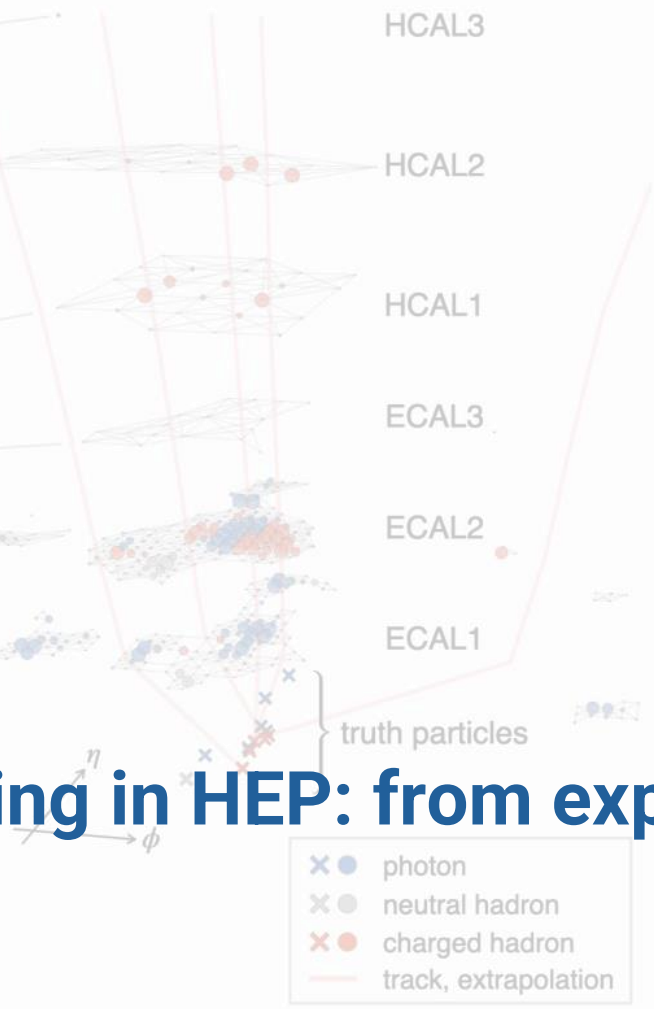 HCAL3
HCAL2
HCAL1
ECAL3
ECAL2
ECAL1
truth particles
η
ing in HEP: from exp
ϕ
photon
neutral hadron
charged hadron
track, extrapolation